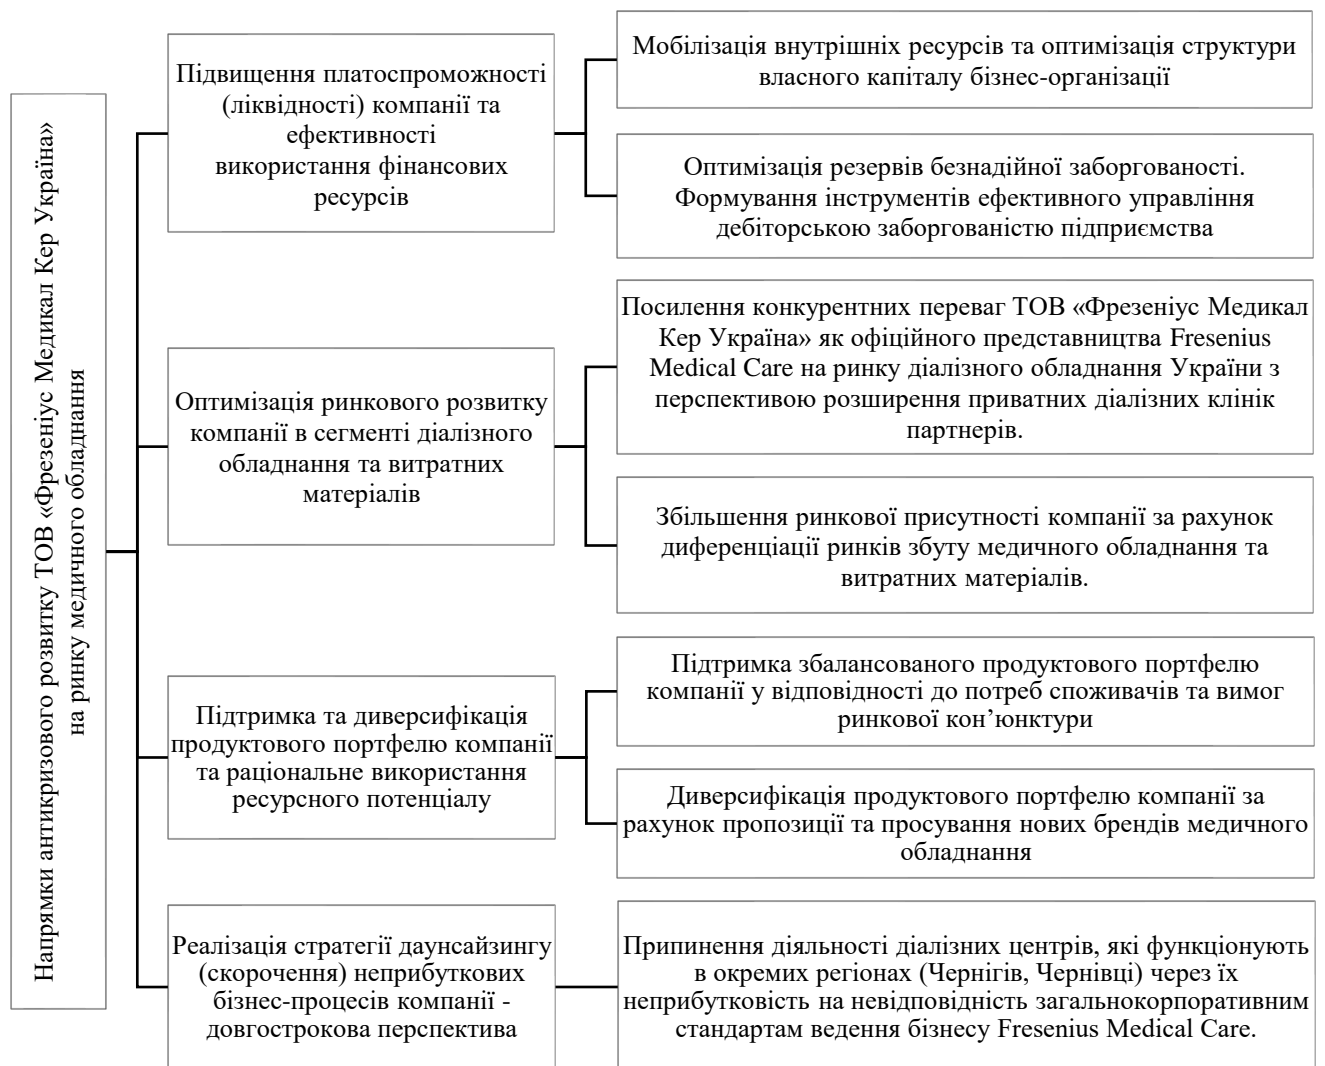 Напрямки антикризового розвитку ТОВ «Фрезеніус Медикал Кер Україна»
на ринку медичного обладнання
Підвищення платоспроможності
(ліквідності) компанії та
ефективності
використання фінансових
ресурсів
Мобілізація внутрішніх ресурсів та оптимізація структури
власного капіталу бізнес-організації
Оптимізація резервів безнадійної заборгованості.
Формування інструментів ефективного управління
дебіторською заборгованістю підприємства
Оптимізація ринкового розвитку
компанії в сегменті діалізного
обладнання та витратних
матеріалів
Посилення конкурентних переваг ТОВ «Фрезеніус Медикал
Кер Україна» як офіційного представництва Fresenius
Medical Care на ринку діалізного обладнання України з
перспективою розширення приватних діалізних клінік
партнерів.
Збільшення ринкової присутності компанії за рахунок
диференціації ринків збуту медичного обладнання та
витратних матеріалів.
Підтримка та диверсифікація
продуктового портфелю компанії
та раціональне використання
ресурсного потенціалу
Підтримка збалансованого продуктового портфелю
компанії у відповідності до потреб споживачів та вимог
ринкової кон’юнктури
Диверсифікація продуктового портфелю компанії за
рахунок пропозиції та просування нових брендів медичного
обладнання
Реалізація стратегії даунсайзингу
(скорочення) неприбуткових
бізнес-процесів компанії -
довгострокова перспектива
Припинення діяльності діалізних центрів, які функціонують
в окремих регіонах (Чернігів, Чернівці) через їх
неприбутковість на невідповідність загальнокорпоративним
стандартам ведення бізнесу Fresenius Medical Care.